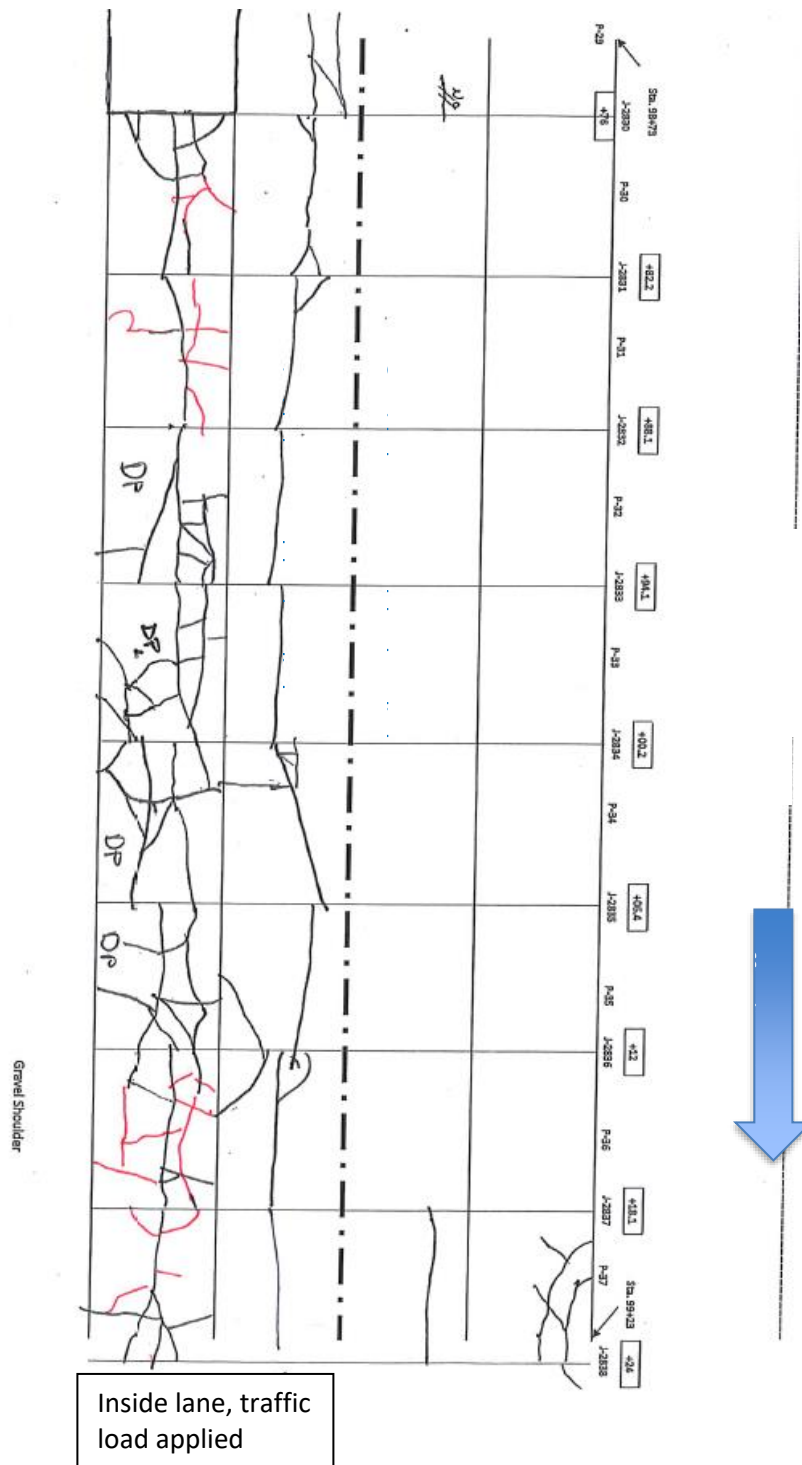 P-29
Sta. 98+73
J-2830
+76
P-30
J-2831
+82.2
P-31
J-2832
+88.1
DP
P-32
J-2833
+94.1
DP
P-33
J-2834
+00.2
DP
P-34
J-2835
+06.4
DP
P-35
J-2836
+12
P-36
J-2837
+18.1
P-37
Sta. 99+23
J-2838
+24
Gravel Shoulder
Inside lane, traffic
load applied